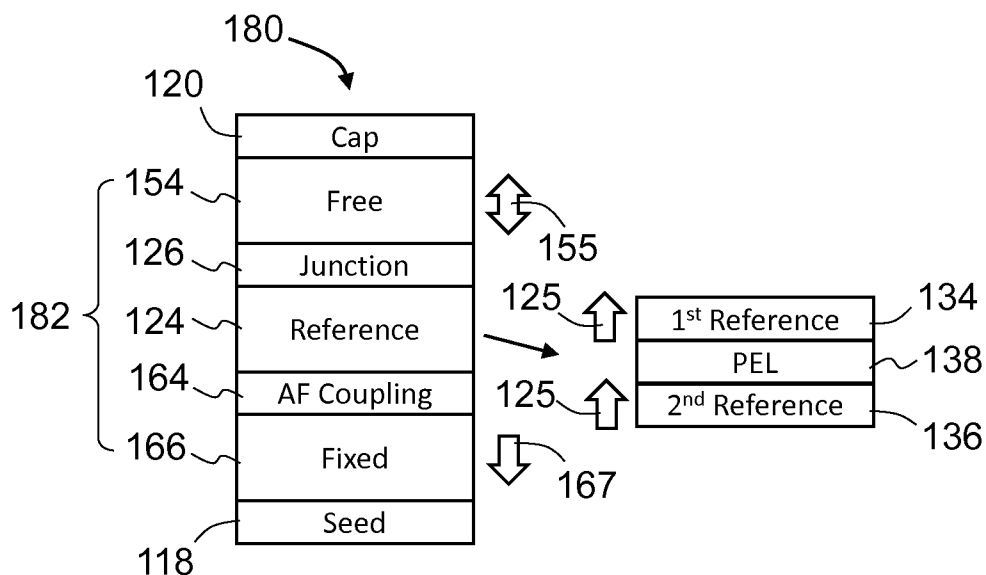 180
120
Cap
154
Free
155
126
Junction
182
124
Reference
125
1st Reference
134
PEL
138
164
AF Coupling
125
2nd Reference
136
166
Fixed
167
118
Seed